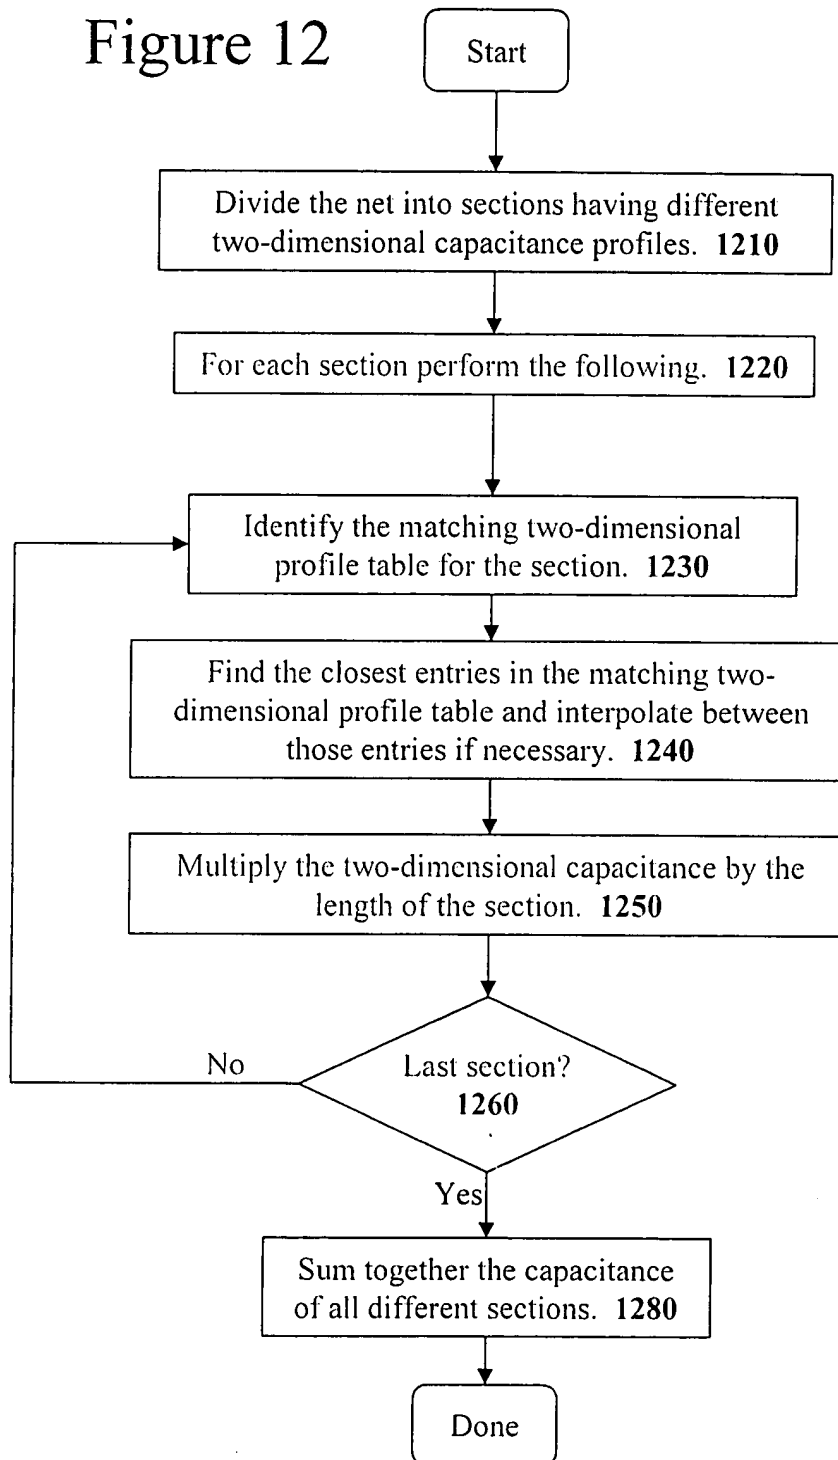 Figure 12
Start
Divide the net into sections having different
two-dimensional capacitance profiles. 1210
For each section perform the following. 1220
Identify the matching two-dimensional
profile table for the section. 1230
Find the closest entries in the matching two-
dimensional profile table and interpolate between
those entries if necessary. 1240
Multiply the two-dimensional capacitance by the
length of the section. 1250
No
Last section?
1260
Yes
Sum together the capacitance
of all different sections. 1280
Done